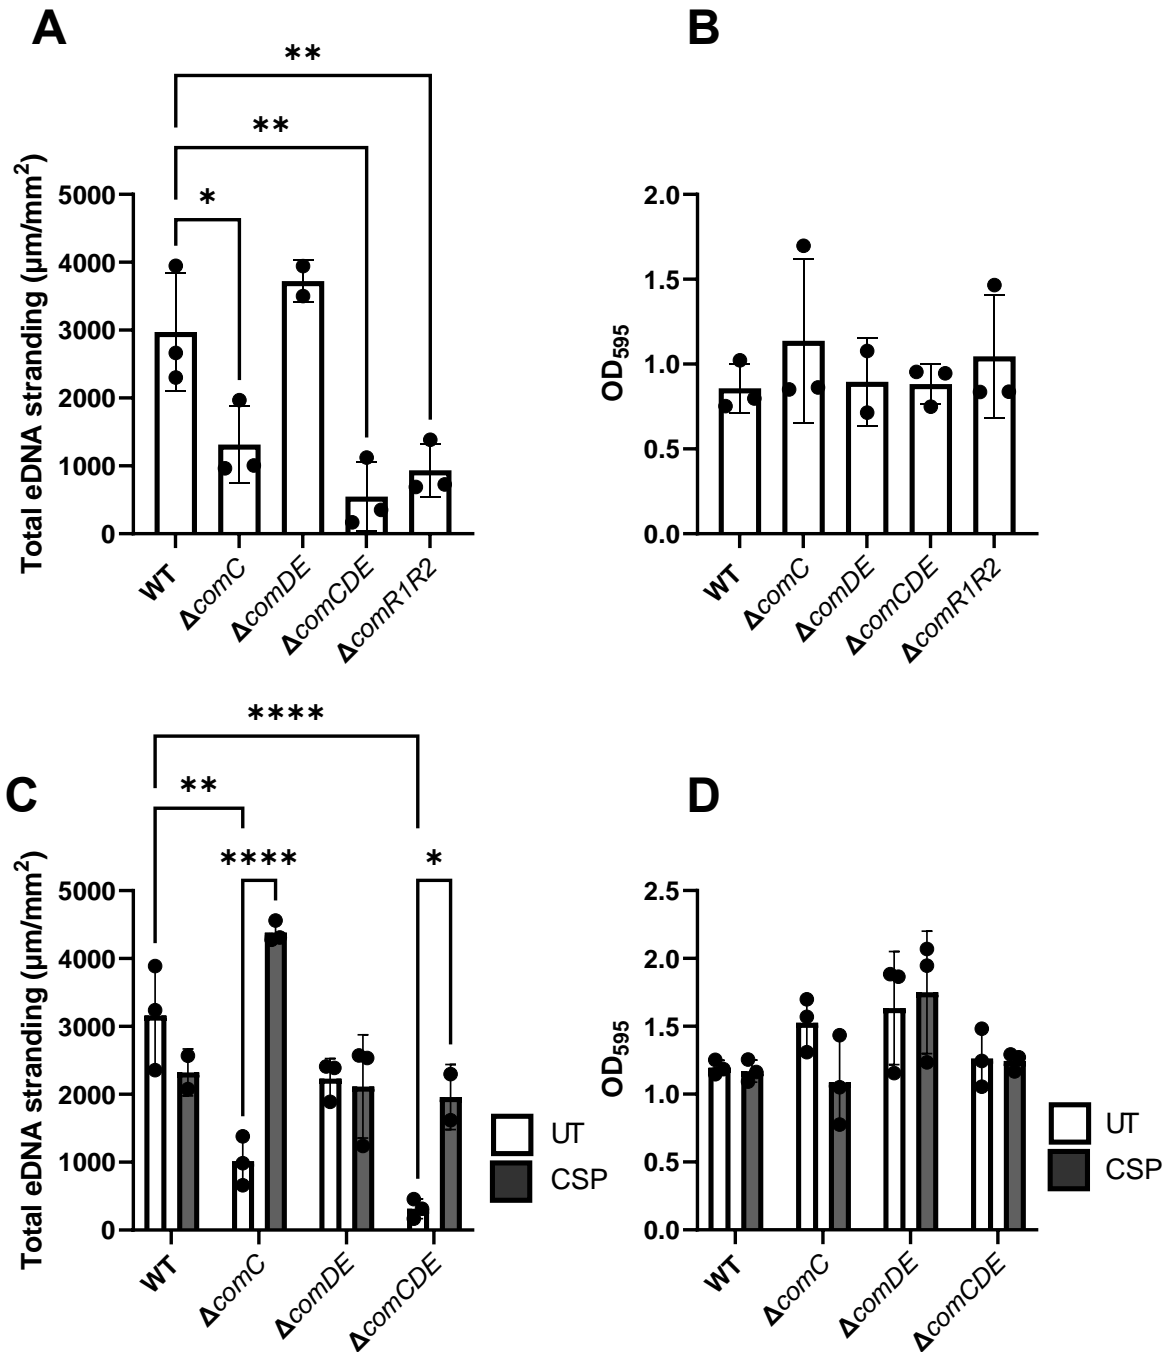 A
**
**
*
Total eDNA stranding (µm/mm²)
5000
4000
3000
2000
1000
0
WT
ΔcomC
ΔcomDE
ΔcomCDE
ΔcomR1R2
B
OD595
2.0
1.5
1.0
0.5
0.0
WT
ΔcomC
ΔcomDE
ΔcomCDE
ΔcomR1R2
C
****
**
****
*
Total eDNA stranding (µm/mm²)
5000
4000
3000
2000
1000
0
WT
ΔcomC
ΔcomDE
ΔcomCDE
UT
CSP
D
OD595
2.5
2.0
1.5
1.0
0.5
0.0
WT
ΔcomC
ΔcomDE
ΔcomCDE
UT
CSP